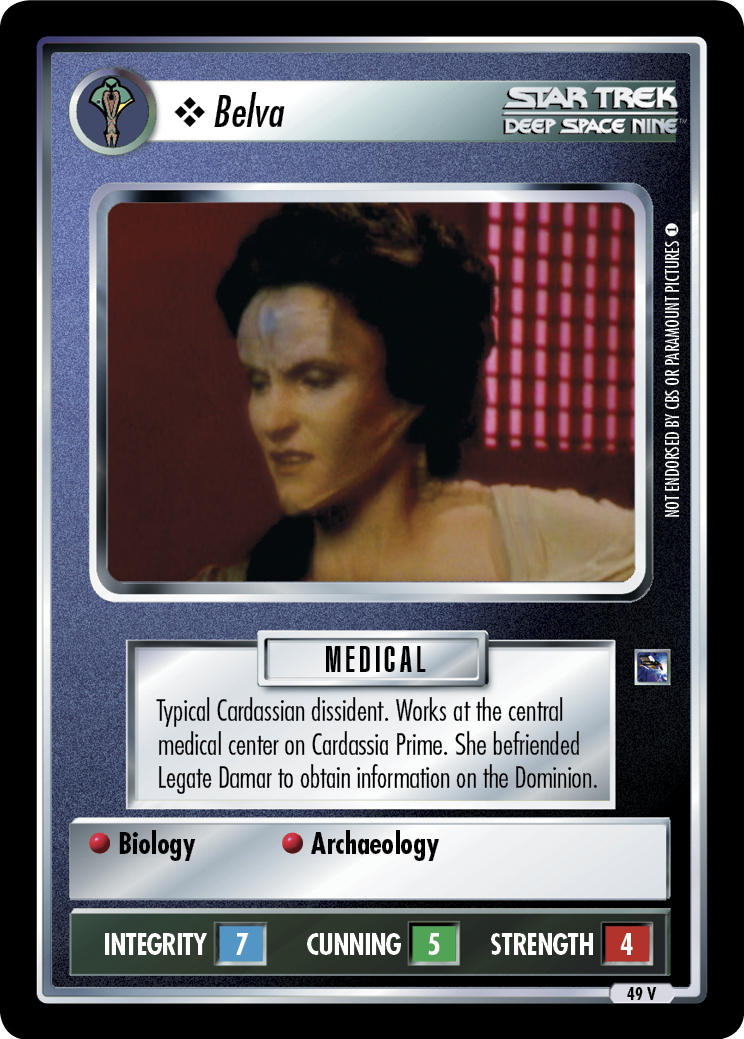 ❖ Belva
STAR TREK
DEEP SPACE NINE™
NOT ENDORSED BY CBS OR PARAMOUNT PICTURES 1
MEDICAL
Typical Cardassian dissident. Works at the central
medical center on Cardassia Prime. She befriended
Legate Damar to obtain information on the Dominion.
Biology Archaeology
INTEGRITY 7 CUNNING 5 STRENGTH 4
49 V